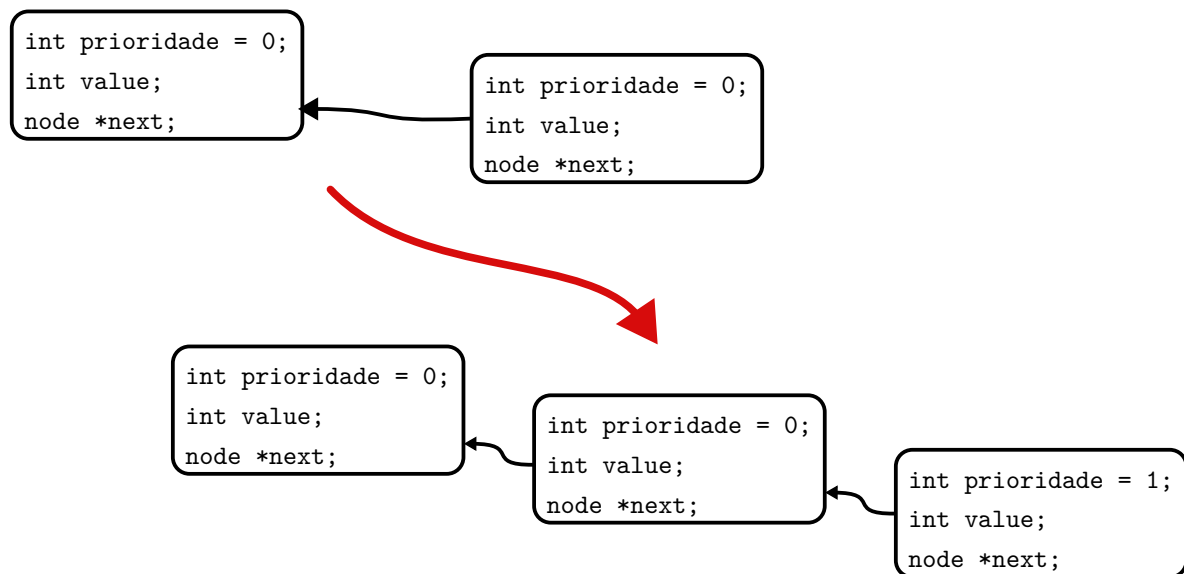 int prioridade = 0;
int value;
node *next;
int prioridade = 0;
int value;
node *next;
int prioridade = 0;
int value;
node *next;
int prioridade = 0;
int value;
node *next;
int prioridade = 1;
int value;
node *next;